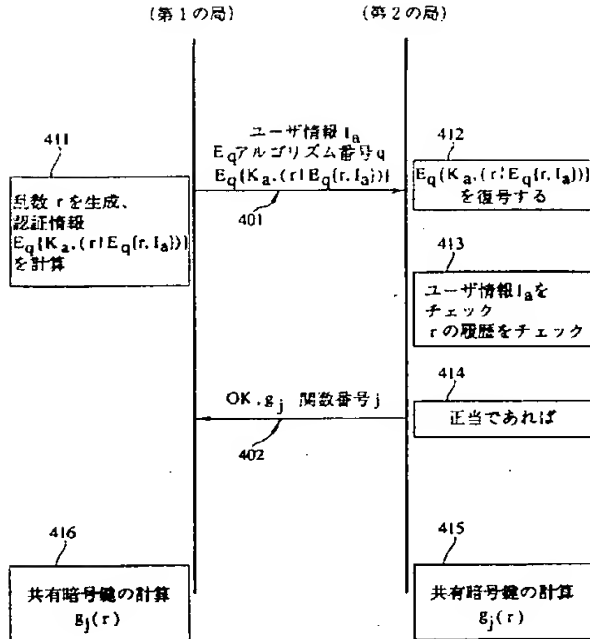 (第1の局)
(第2の局)
411
乱数 r を生成、
認証情報
Eq{Ka,(r|Eq{r,Ia})}
を計算
ユーザ情報 Ia
Eqアルゴリズム番号 q
Eq{Ka,(r|Eq{r,Ia})}
401
412
Eq{Ka,(r|Eq{r,Ia})}
を復号する
413
ユーザ情報 Iaを
チェック
rの履歴をチェック
OK,gj 関数番号 j
402
414
正当であれば
416
共有暗号鍵の計算
gj(r)
415
共有暗号鍵の計算
gj(r)